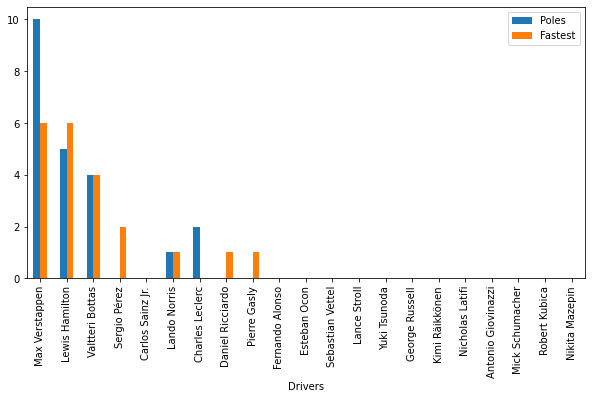 Poles
Fastest
10
8
6
4
2
0
Max Verstappen
Lewis Hamilton
Valtteri Bottas
Sergio Pérez
Carlos Sainz Jr.
Lando Norris
Charles Leclerc
Daniel Ricciardo
Pierre Gasly
Fernando Alonso
Esteban Ocon
Sebastian Vettel
Lance Stroll
Yuki Tsunoda
George Russell
Kimi Räikkönen
Nicholas Latifi
Antonio Giovinazzi
Mick Schumacher
Robert Kubica
Nikita Mazepin
Drivers